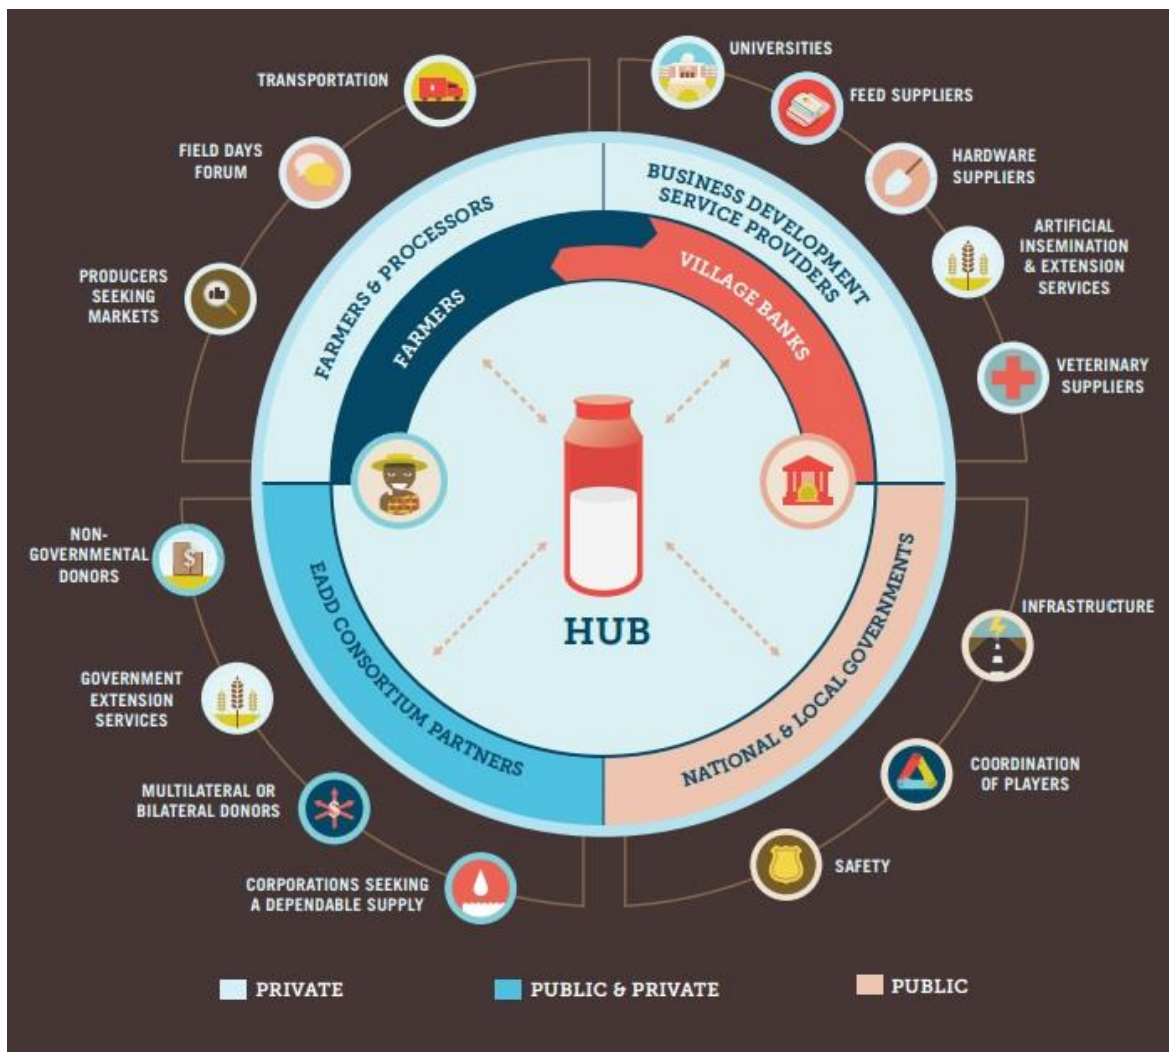 UNIVERSITIES
TRANSPORTATION
FEED SUPPLIERS
FIELD DAYS
FORUM
HARDWARE
SUPPLIERS
FARMERS & PROCESSORS
BUSINESS DEVELOPMENT
SERVICE PROVIDERS
ARTIFICIAL
INSEMINATION
& EXTENSION
SERVICES
PRODUCERS
SEEKING
MARKETS
FARMERS
VILLAGE BANKS
VETERINARY
SUPPLIERS
NON-
GOVERNMENTAL
DONORS
$
HUB
INFRASTRUCTURE
EADD CONSORTIUM PARTNERS
NATIONAL & LOCAL GOVERNMENTS
GOVERNMENT
EXTENSION
SERVICES
COORDINATION
OF PLAYERS
MULTILATERAL OR
BILATERAL DONORS
$
SAFETY
CORPORATIONS SEEKING
A DEPENDABLE SUPPLY
PRIVATE
PUBLIC & PRIVATE
PUBLIC